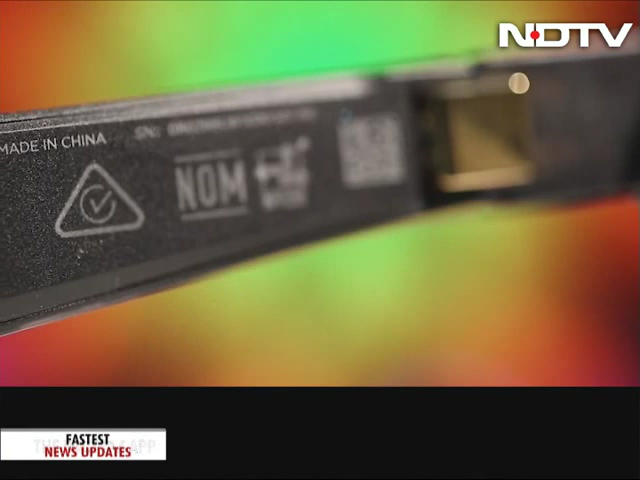 NDTV
MADE IN CHINA SN:
NOM
FASTEST
NEWS UPDATES